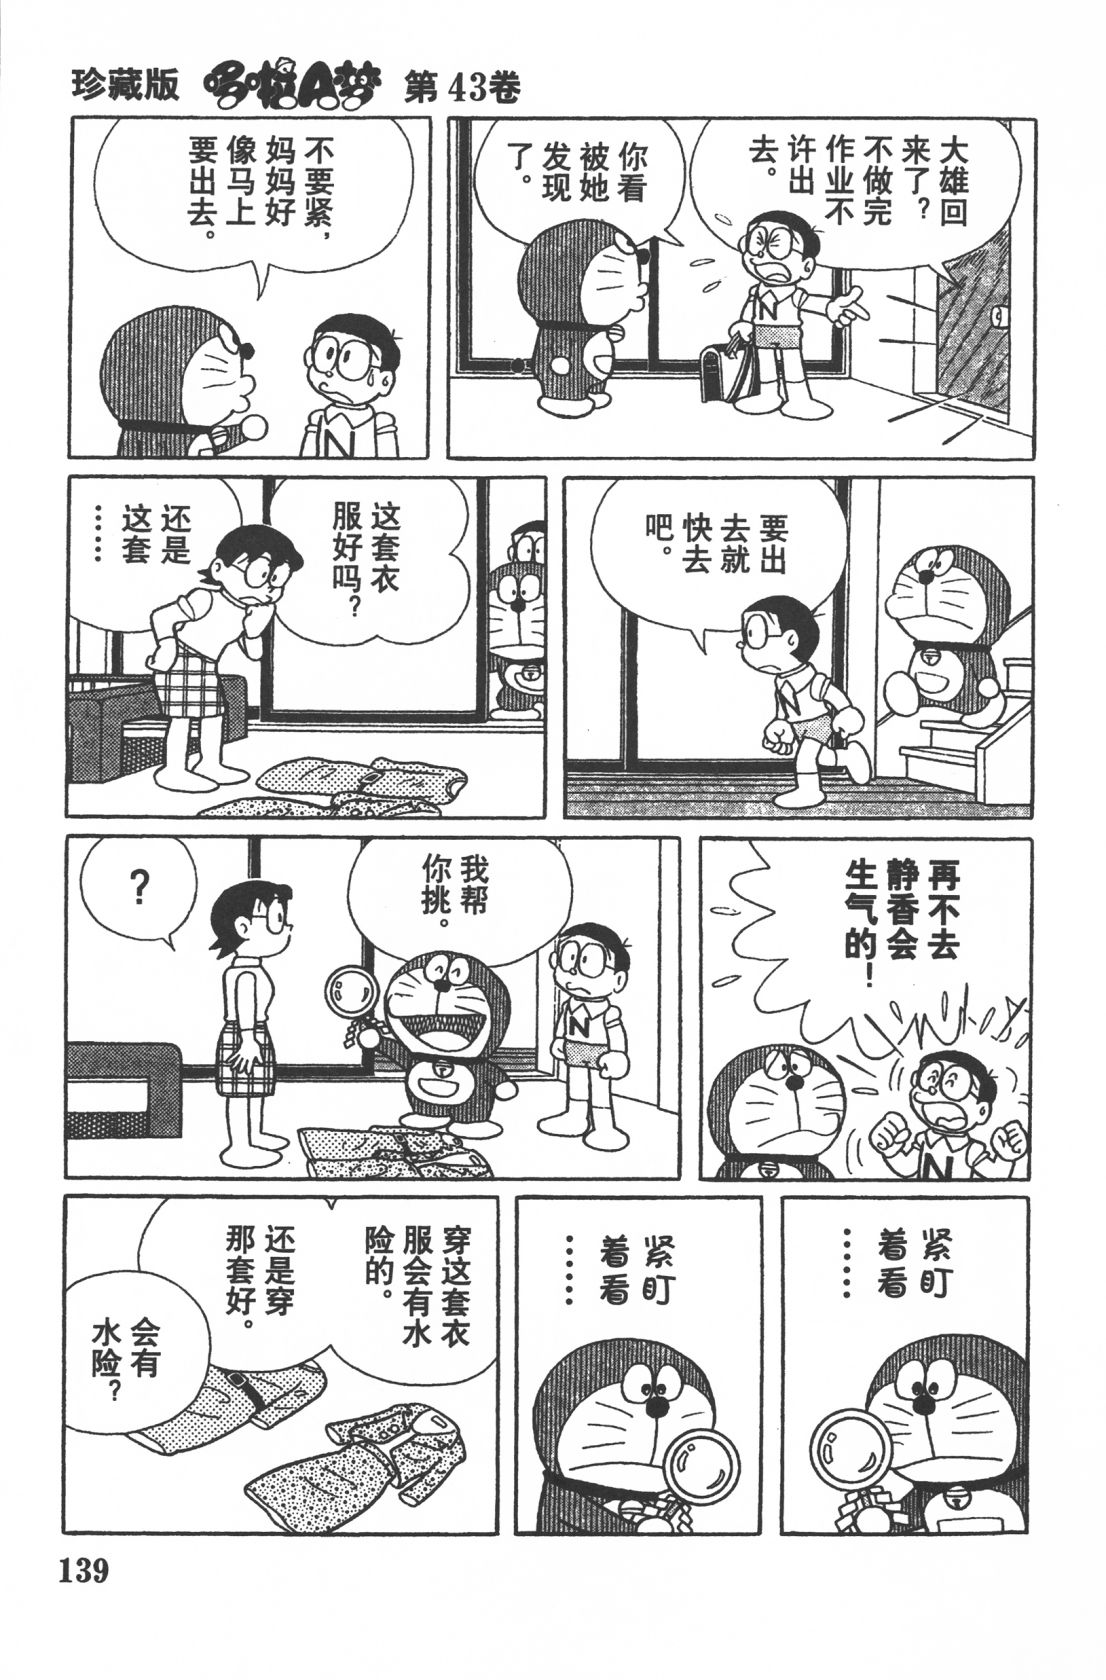 珍藏版 哆啦A梦 第43卷
大雄回
来了？
不做完
作业不
许出
去。
你看
被她
发现
了。
不要紧，
妈妈好
像马上
要出去。
要出
去就
快去
吧。
这套衣
服好吗？
还是
这套
……
再不去
静香会
生气的！
我帮
你挑。
？
紧盯
着看
……
紧盯
着看
……
穿这套衣
服会有水
险的。
还是穿
那套好。
会有
水险？
139